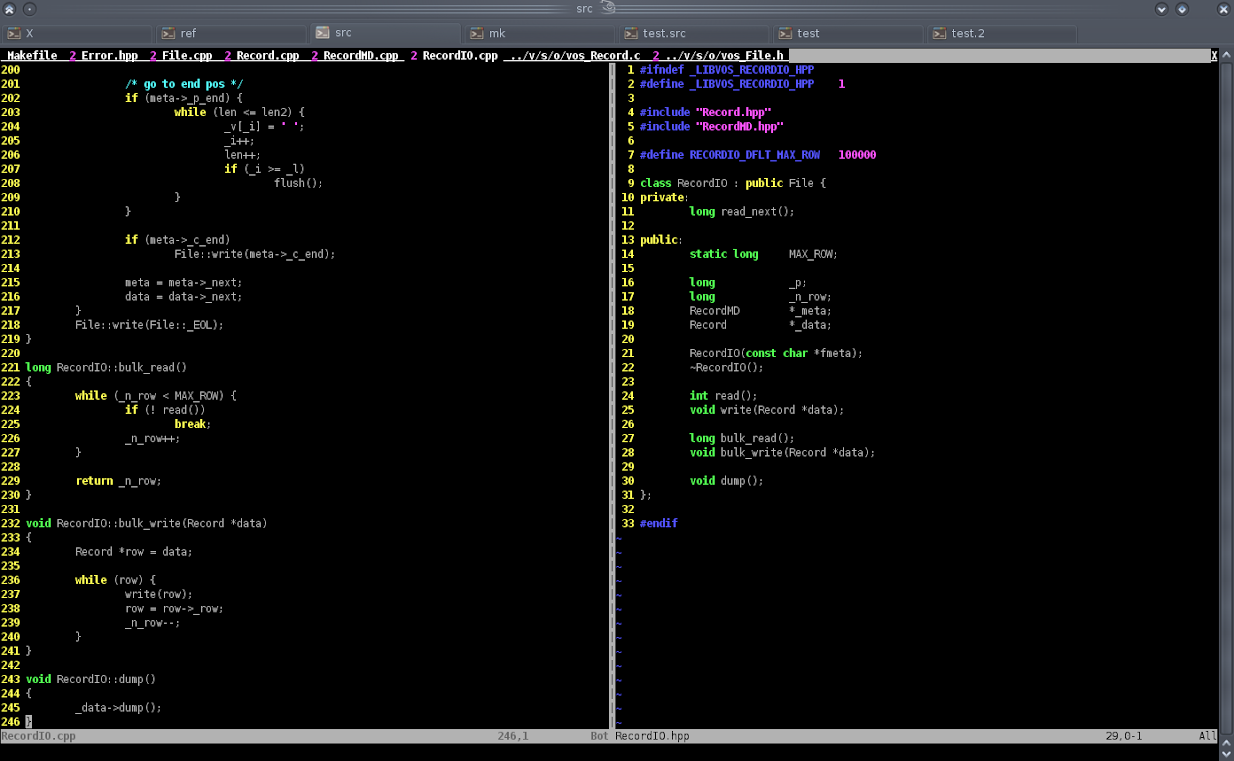 src
X ref src mk test.src test test.2
Makefile 2 Error.hpp 2 File.cpp 2 Record.cpp 2 RecordMD.cpp 2 RecordIO.cpp ../v/s/o/vos_Record.c 2 ../v/s/o/vos_File.h X
200
201 /* go to end pos */
202 if (meta->_p_end) {
203 while (len <= len2) {
204 _v[_i] = ' ';
205 _i++;
206 len++;
207 if (_i >= _l)
208 flush();
209 }
210 }
211
212 if (meta->_c_end)
213 File::write(meta->_c_end);
214
215 meta = meta->_next;
216 data = data->_next;
217 }
218 File::write(File::_EOL);
219 }
220
221 long RecordIO::bulk_read()
222 {
223 while (_n_row < MAX_ROW) {
224 if (! read())
225 break;
226 _n_row++;
227 }
228
229 return _n_row;
230 }
231
232 void RecordIO::bulk_write(Record *data)
233 {
234 Record *row = data;
235
236 while (row) {
237 write(row);
238 row = row->_row;
239 _n_row--;
240 }
241 }
242
243 void RecordIO::dump()
244 {
245 _data->dump();
246 }
RecordIO.cpp 246,1 Bot
1 #ifndef _LIBVOS_RECORDIO_HPP
2 #define _LIBVOS_RECORDIO_HPP 1
3
4 #include "Record.hpp"
5 #include "RecordMD.hpp"
6
7 #define RECORDIO_DFLT_MAX_ROW 100000
8
9 class RecordIO : public File {
10 private:
11 long read_next();
12
13 public:
14 static long MAX_ROW;
15
16 long _p;
17 long _n_row;
18 RecordMD *_meta;
19 Record *_data;
20
21 RecordIO(const char *fmeta);
22 ~RecordIO();
23
24 int read();
25 void write(Record *data);
26
27 long bulk_read();
28 void bulk_write(Record *data);
29
30 void dump();
31 };
32
33 #endif
~
~
~
~
~
~
~
~
~
~
~
~
~
~
RecordIO.hpp 29,0-1 All